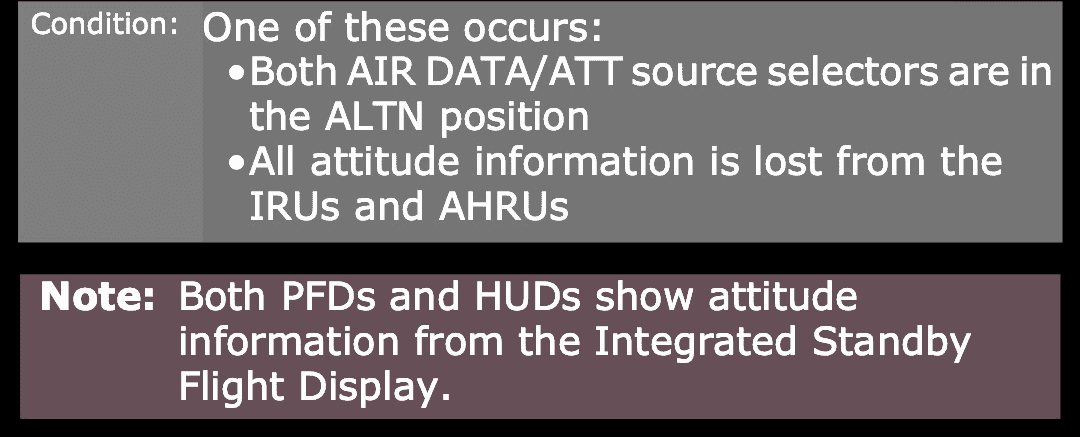 Condition: One of these occurs:
•Both AIR DATA/ATT source selectors are in
the ALTN position
•All attitude information is lost from the
IRUs and AHRUs
Note: Both PFDs and HUDs show attitude
information from the Integrated Standby
Flight Display.